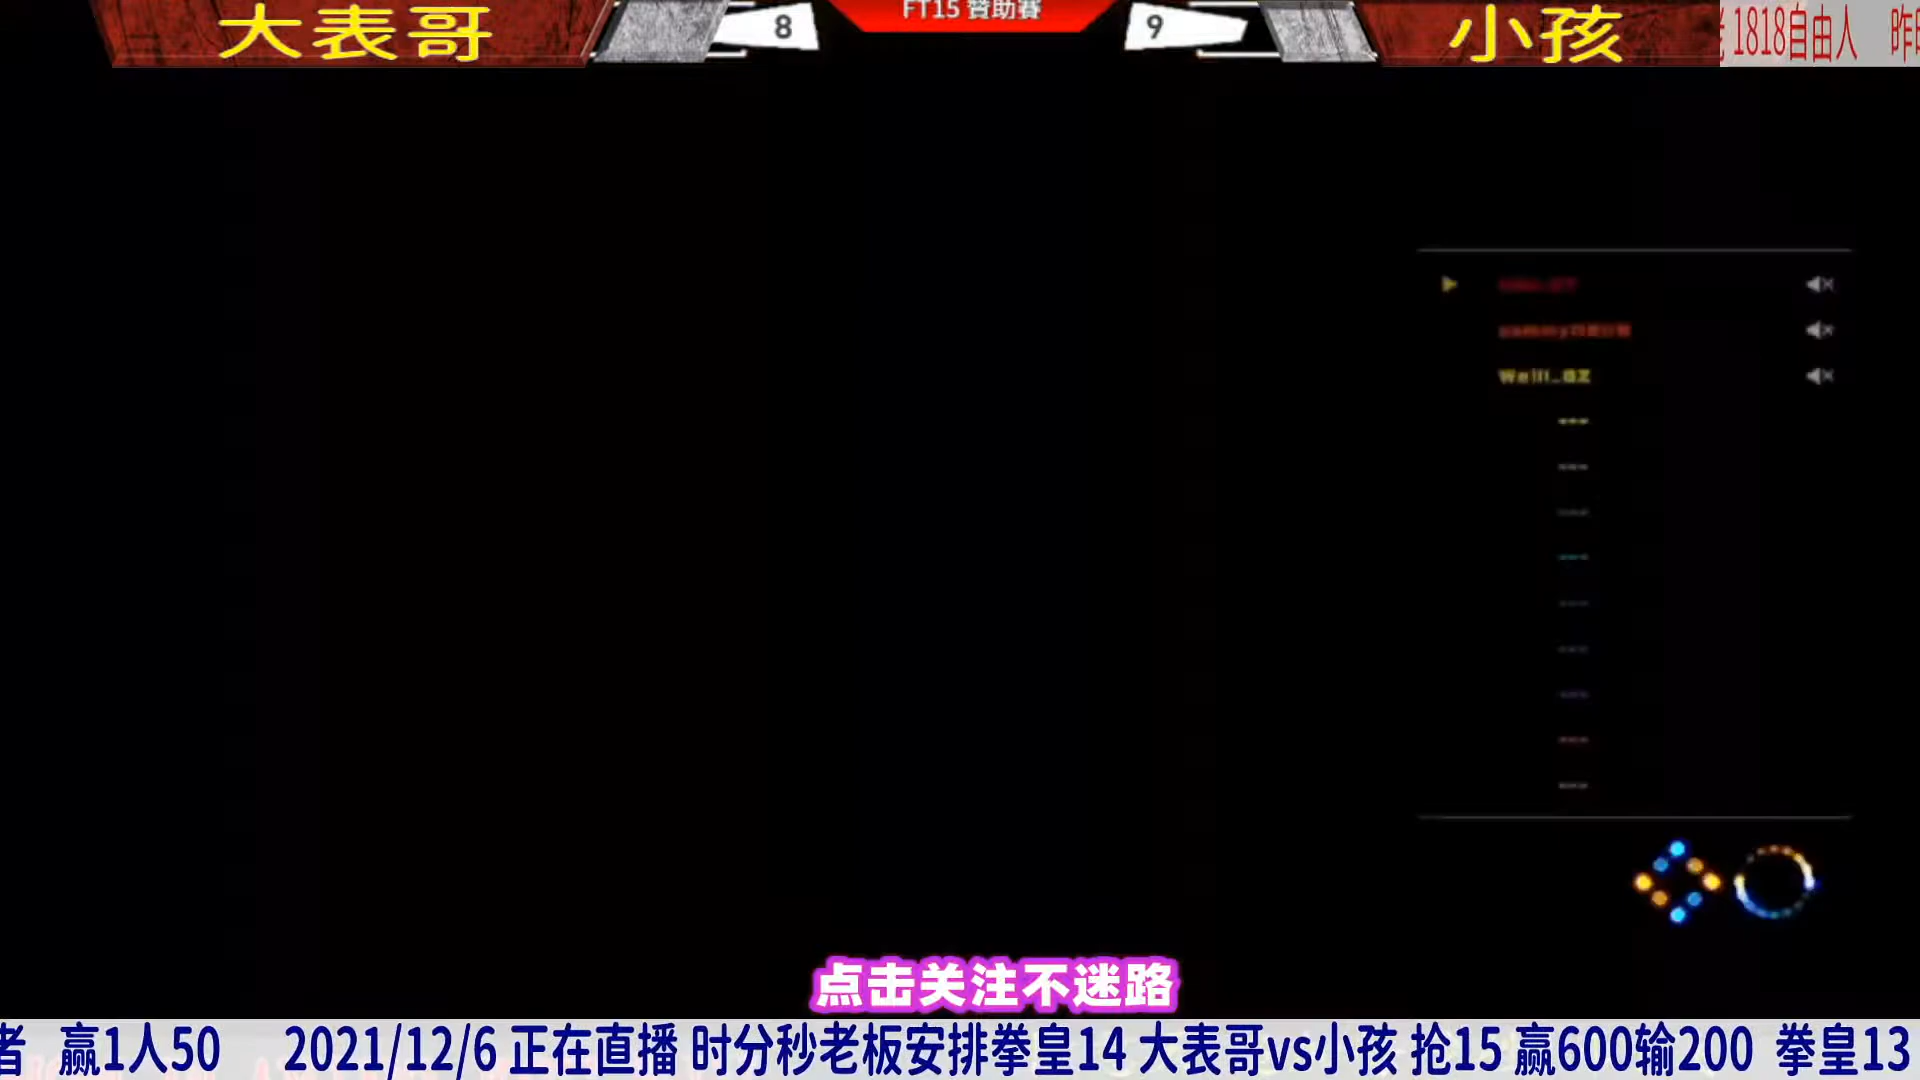 大表哥
8
FT15 贊助賽
9
小孩
1818自由人 昨
Weill_GZ
---
---
---
---
---
---
---
---
---
点击关注不迷路
者 赢1人50 2021/12/6 正在直播 时分秒老板安排拳皇14 大表哥vs小孩 抢15 赢600输200 拳皇13